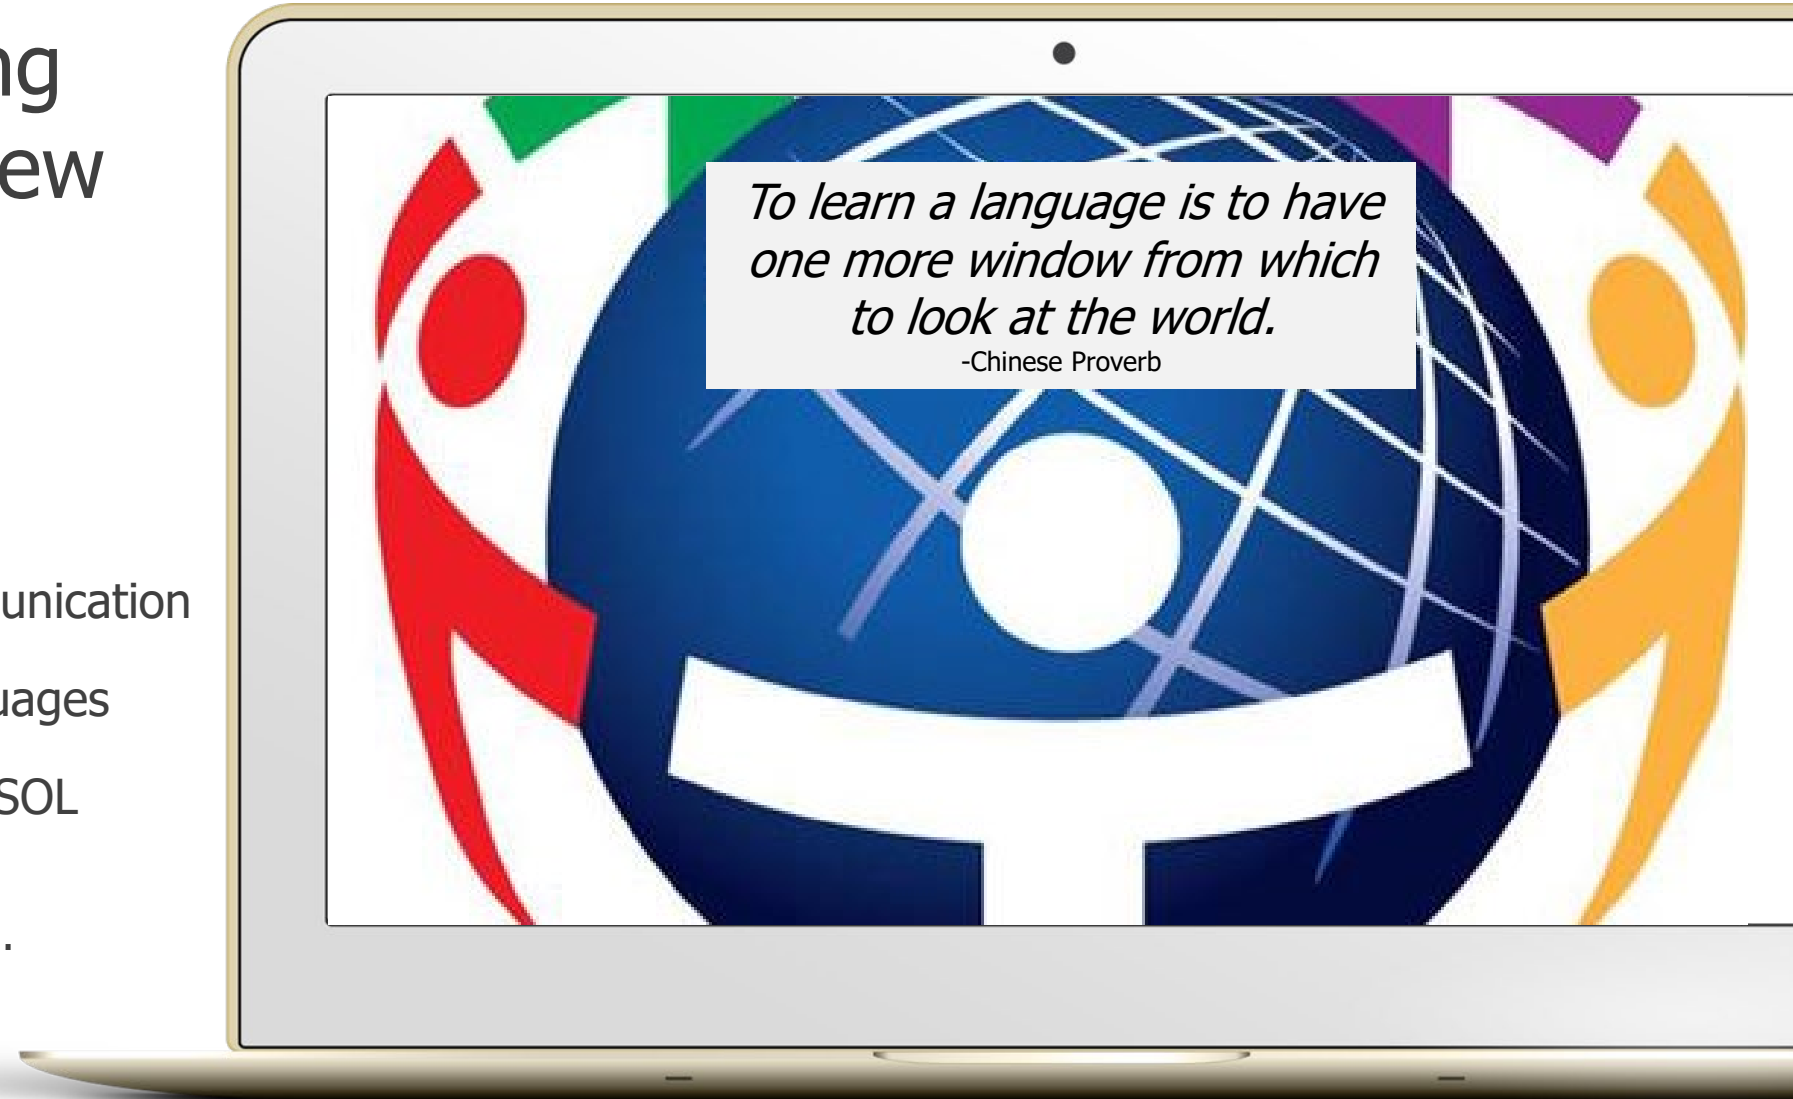 ng
ew
unication
uages
SOL
.
To learn a language is to have
one more window from which
to look at the world.
-Chinese Proverb